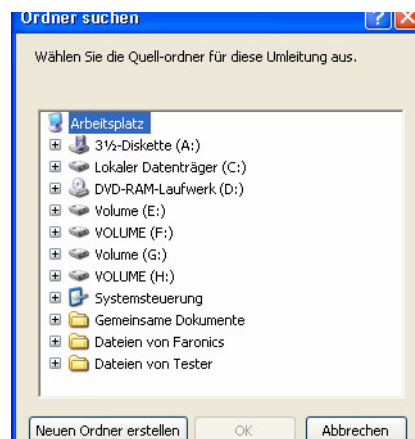 Ordner suchen
Wählen Sie die Quell-ordner für diese Umleitung aus.
Arbeitsplatz
3½-Diskette (A:)
Lokaler Datenträger (C:)
DVD-RAM-Laufwerk (D:)
Volume (E:)
VOLUME (F:)
Volume (G:)
VOLUME (H:)
Systemsteuerung
Gemeinsame Dokumente
Dateien von Faronics
Dateien von Tester
Neuen Ordner erstellen OK Abbrechen